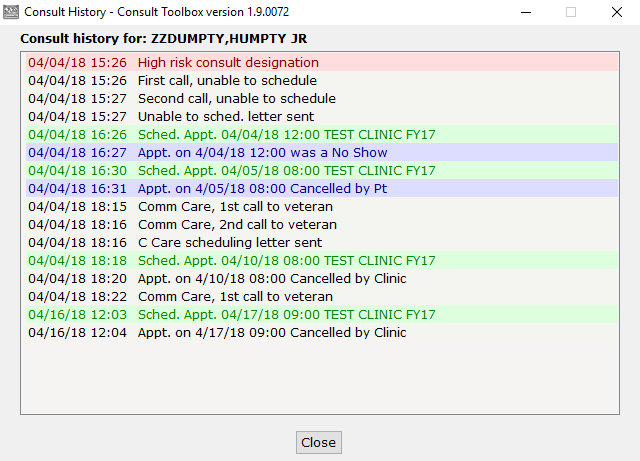 Consult History - Consult Toolbox version 1.9.0072
Consult history for: ZZDUMPTY,HUMPTY JR
04/04/18 15:26 High risk consult designation
04/04/18 15:26 First call, unable to schedule
04/04/18 15:27 Second call, unable to schedule
04/04/18 15:27 Unable to sched. letter sent
04/04/18 16:26 Sched. Appt. 04/04/18 12:00 TEST CLINIC FY17
04/04/18 16:27 Appt. on 4/04/18 12:00 was a No Show
04/04/18 16:30 Sched. Appt. 04/05/18 08:00 TEST CLINIC FY17
04/04/18 16:31 Appt. on 4/05/18 08:00 Cancelled by Pt
04/04/18 18:15 Comm Care, 1st call to veteran
04/04/18 18:16 Comm Care, 2nd call to veteran
04/04/18 18:16 C Care scheduling letter sent
04/04/18 18:18 Sched. Appt. 04/10/18 08:00 TEST CLINIC FY17
04/04/18 18:20 Appt. on 4/10/18 08:00 Cancelled by Clinic
04/04/18 18:22 Comm Care, 1st call to veteran
04/16/18 12:03 Sched. Appt. 04/17/18 09:00 TEST CLINIC FY17
04/16/18 12:04 Appt. on 4/17/18 09:00 Cancelled by Clinic
Close